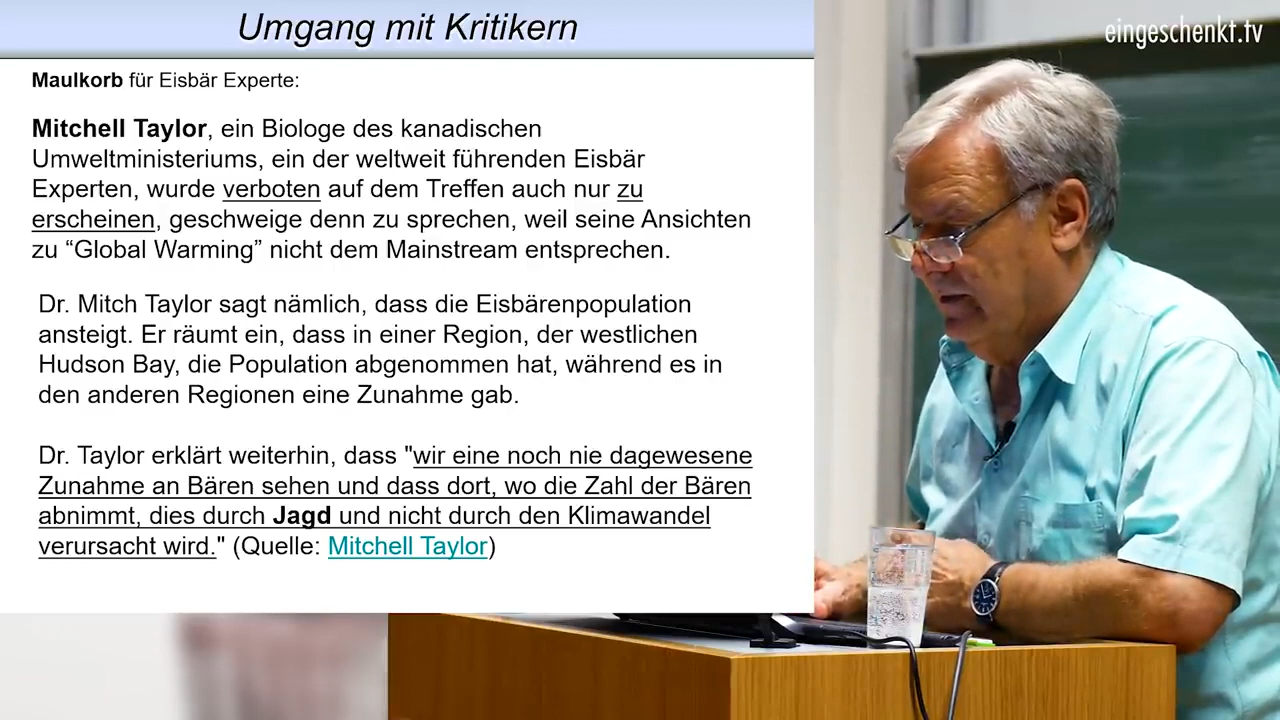 Umgang mit Kritikern
eingeschenkt.tv
Maulkorb für Eisbär Experte:
Mitchell Taylor, ein Biologe des kanadischen
Umweltministeriums, ein der weltweit führenden Eisbär
Experten, wurde verboten auf dem Treffen auch nur zu
erscheinen, geschweige denn zu sprechen, weil seine Ansichten
zu “Global Warming” nicht dem Mainstream entsprechen.
Dr. Mitch Taylor sagt nämlich, dass die Eisbärenpopulation
ansteigt. Er räumt ein, dass in einer Region, der westlichen
Hudson Bay, die Population abgenommen hat, während es in
den anderen Regionen eine Zunahme gab.
Dr. Taylor erklärt weiterhin, dass "wir eine noch nie dagewesene
Zunahme an Bären sehen und dass dort, wo die Zahl der Bären
abnimmt, dies durch Jagd und nicht durch den Klimawandel
verursacht wird." (Quelle: Mitchell Taylor)